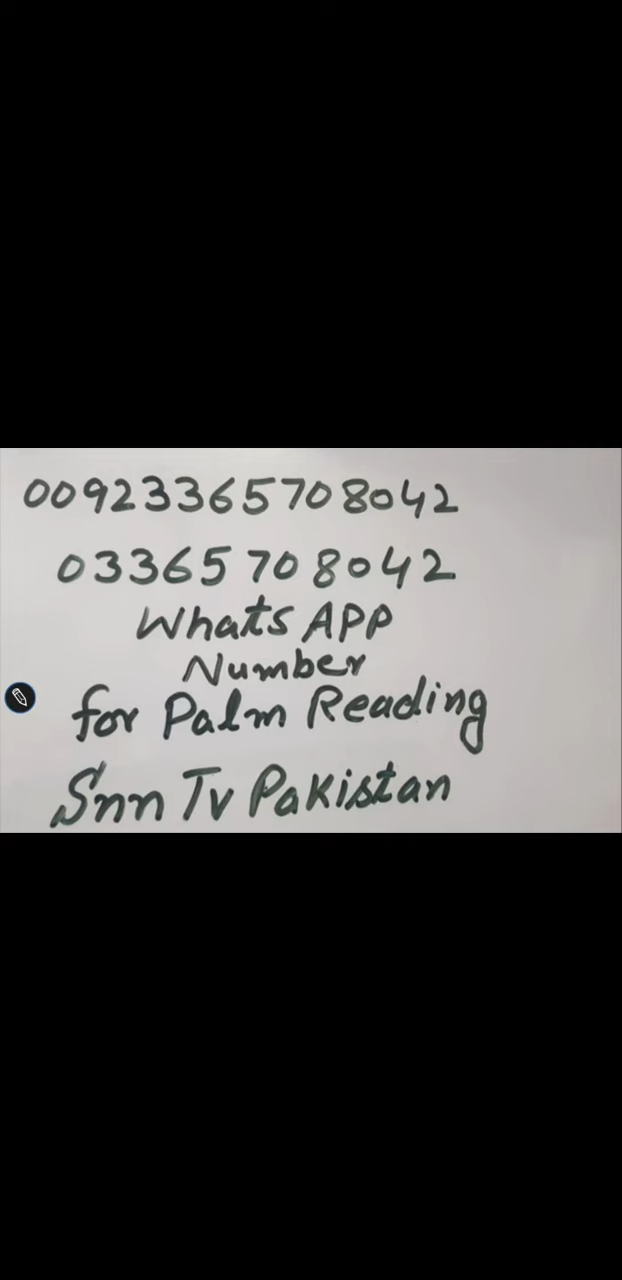 00923365708042
03365708042
Whats APP
Number
for Palm Reading
Snn Tv Pakistan